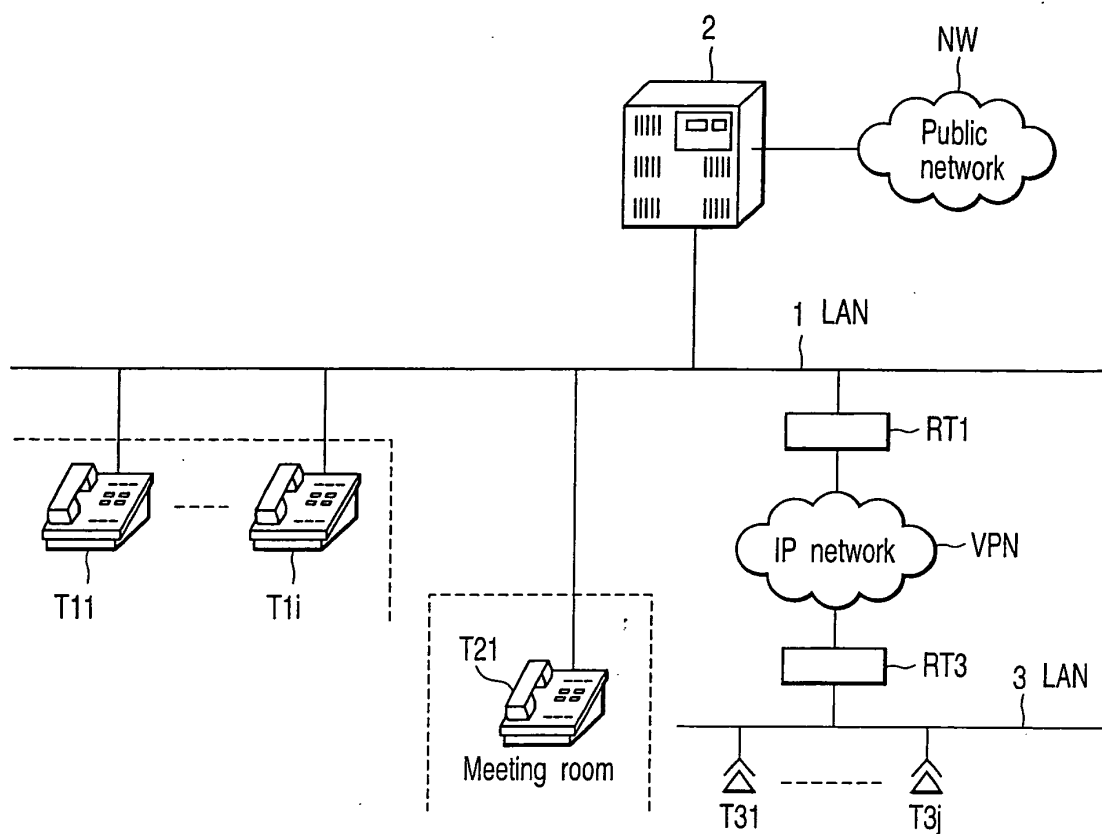 2
NW
Public
network
1 LAN
RT1
T11
T1i
IP network
VPN
T21
RT3
3 LAN
Meeting room
T31
T3j